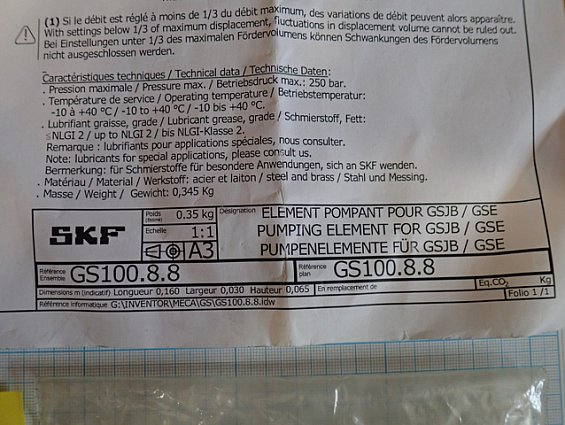 (1) Si le débit est réglé à moins de 1/3 du débit maximum, des variations de débit peuvent alors apparaître.
With settings below 1/3 of maximum displacement, fluctuations in displacement volume cannot be ruled out.
Bei Einstellungen unter 1/3 des maximalen Fördervolumens können Schwankungen des Fördervolumens
nicht ausgeschlossen werden.
Caractéristiques techniques / Technical data / Technische Daten:
. Pression maximale / Pressure max. / Betriebsdruck max.: 250 bar.
. Température de service / Operating temperature / Betriebstemperatur:
-10 à +40 °C / -10 to +40 °C / -10 bis +40 °C.
. Lubrifiant graisse, grade / Lubricant grease, grade / Schmierstoff, Fett:
≤NLGI 2 / up to NLGI 2 / bis NLGI-Klasse 2.
Remarque : lubrifiants pour applications spéciales, nous consulter.
Note: lubricants for special applications, please consult us.
Bermerkung: für Schmierstoffe für besondere Anwendungen, sich an SKF wenden.
. Matériau / Material / Werkstoff: acier et laiton / steel and brass / Stahl und Messing.
. Masse / Weight / Gewicht: 0,345 Kg
SKF
Poids 0.35 kg
Echelle 1:1
A3
Désignation ELEMENT POMPANT POUR GSJB / GSE
PUMPING ELEMENT FOR GSJB / GSE
PUMPENELEMENTE FÜR GSJB / GSE
Référence Ensemble GS100.8.8
Référence plan GS100.8.8
Dimensions m (indicatif) Longueur 0,160 Largeur 0,030 Hauteur 0,065
En remplacement de
Eq.CO2 Kg
Référence informatique G:\INVENTOR\MECA\GS\GS100.8.8.idw
Folio 1 /1